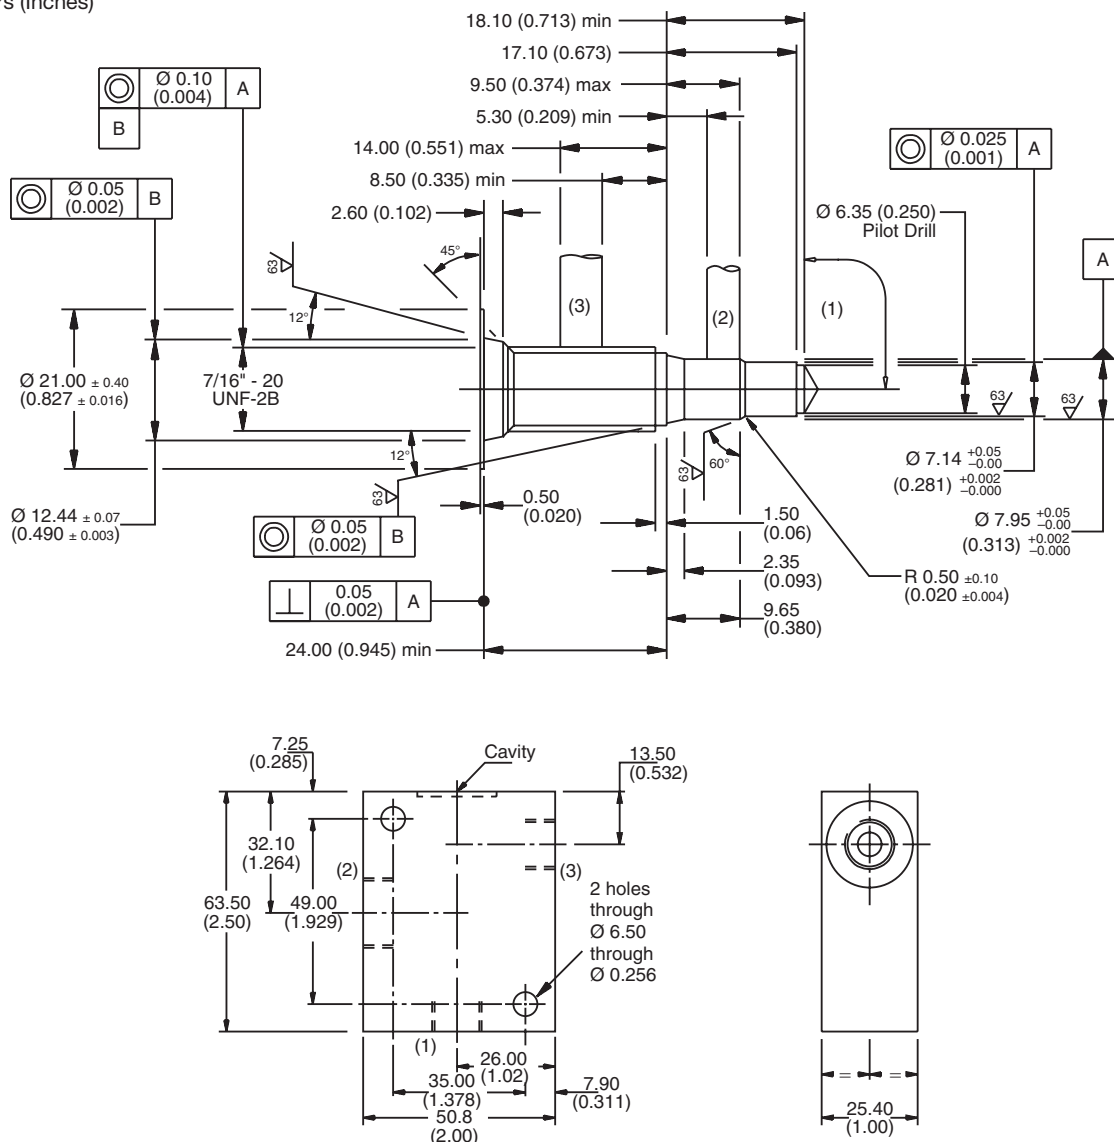 rs (Inches)
18.10 (0.713) min
17.10 (0.673)
9.50 (0.374) max
5.30 (0.209) min
14.00 (0.551) max
8.50 (0.335) min
2.60 (0.102)
Ø 0.10
(0.004)
A
B
Ø 0.05
(0.002)
B
Ø 0.025
(0.001)
A
Ø 6.35 (0.250)
Pilot Drill
A
63
45°
12°
(3)
(2)
(1)
Ø 21.00 ± 0.40
(0.827 ± 0.016)
7/16" - 20
UNF-2B
63
63
12°
63
63
60°
Ø 7.14 +0.05 -0.00
(0.281) +0.002 -0.000
Ø 12.44 ± 0.07
(0.490 ± 0.003)
0.50
(0.020)
1.50
(0.06)
Ø 7.95 +0.05 -0.00
(0.313) +0.002 -0.000
Ø 0.05
(0.002)
B
2.35
(0.093)
R 0.50 ±0.10
(0.020 ±0.004)
0.05
(0.002)
A
9.65
(0.380)
24.00 (0.945) min
7.25
(0.285)
Cavity
13.50
(0.532)
32.10
(1.264)
(2)
(3)
63.50
(2.50)
49.00
(1.929)
2 holes
through
Ø 6.50
through
Ø 0.256
(1)
26.00
(1.02)
35.00
(1.378)
7.90
(0.311)
50.8
(2.00)
= =
25.40
(1.00)